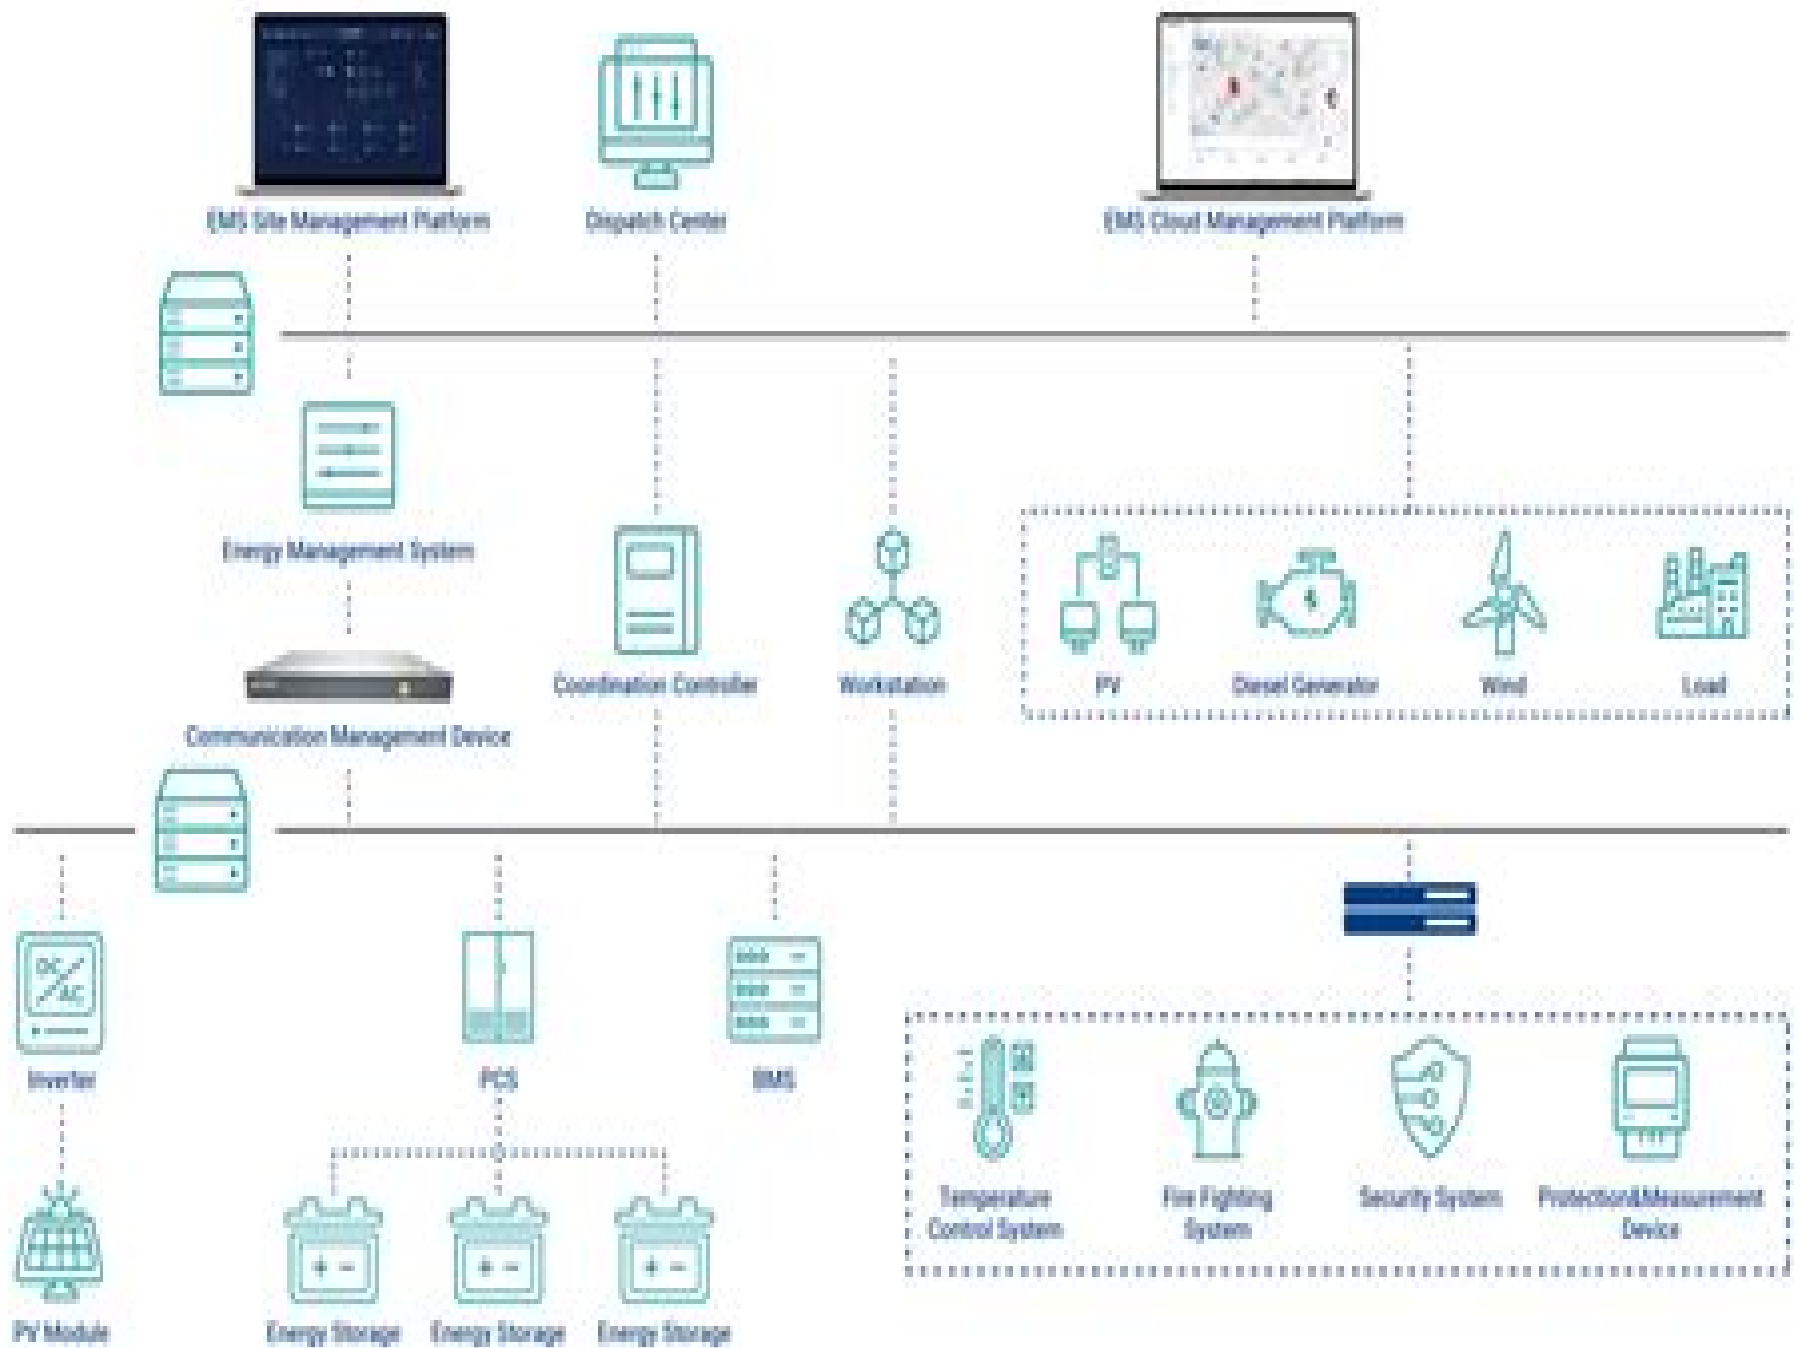 EMS Site Management Platform
Dispatch Center
EMS Cloud Management Platform
Energy Management System
Communication Management Device
Coordination Controller
Workstation
PV
Diesel Generator
Wind
Load
DC/AC
Inverter
PCS
BMS
PV Module
Energy Storage
Energy Storage
Energy Storage
Temperature
Control System
Fire Fighting
System
Security System
Protection&Measurement
Device